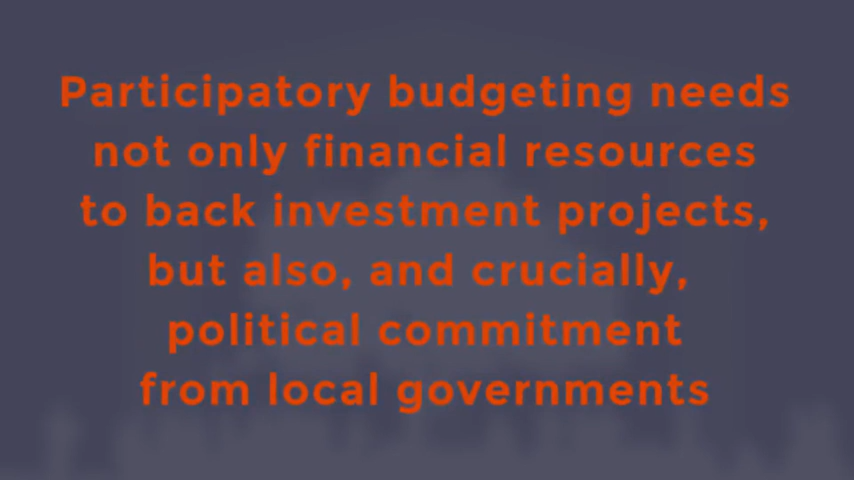 Participatory budgeting needs
not only financial resources
to back investment projects,
but also, and crucially,
political commitment
from local governments